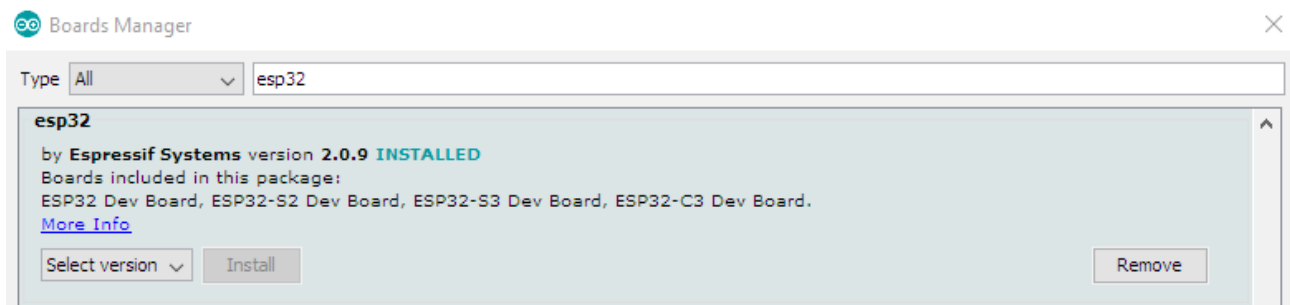 Boards Manager
Type All esp32
esp32
by Espressif Systems version 2.0.9 INSTALLED
Boards included in this package:
ESP32 Dev Board, ESP32-S2 Dev Board, ESP32-S3 Dev Board, ESP32-C3 Dev Board.
More Info
Select version Install Remove